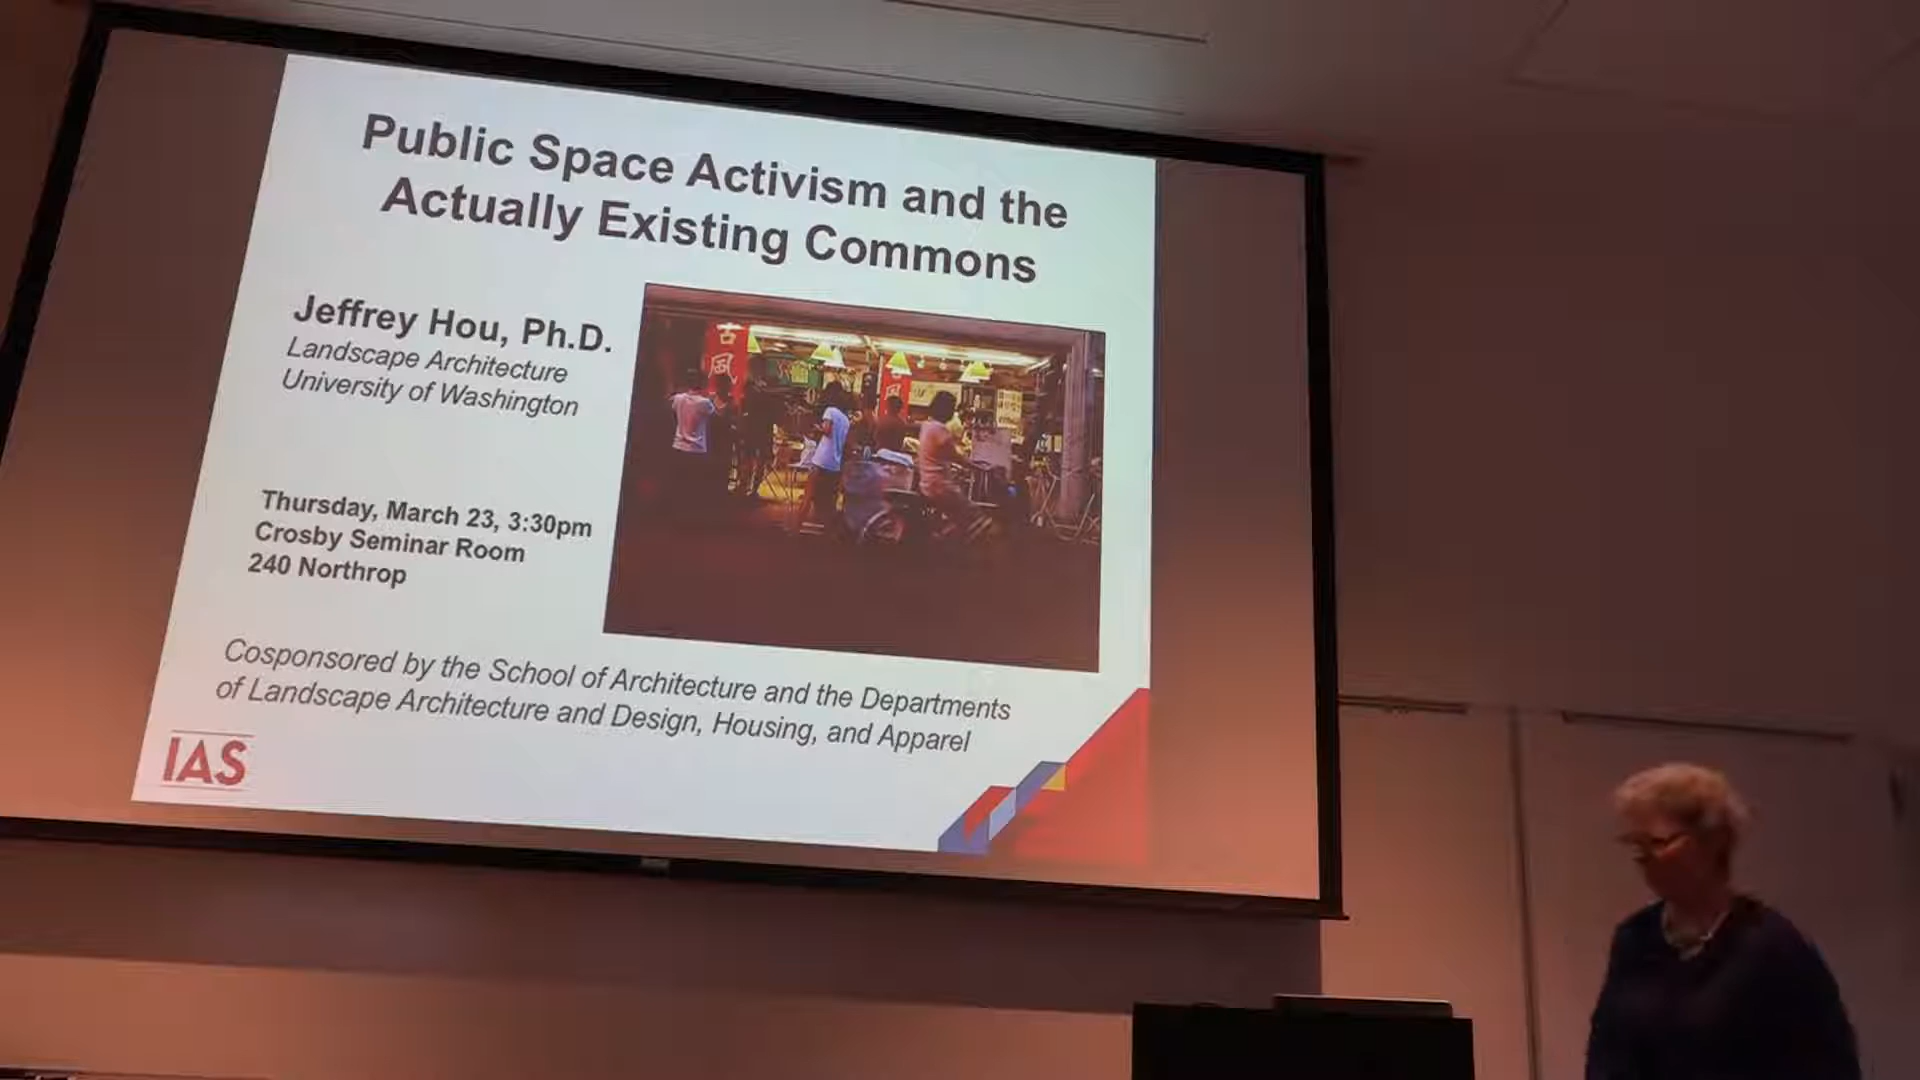 Public Space Activism and the
Actually Existing Commons
Jeffrey Hou, Ph.D.
Landscape Architecture
University of Washington
古
風
Thursday, March 23, 3:30pm
Crosby Seminar Room
240 Northrop
Cosponsored by the School of Architecture and the Departments
of Landscape Architecture and Design, Housing, and Apparel
IAS